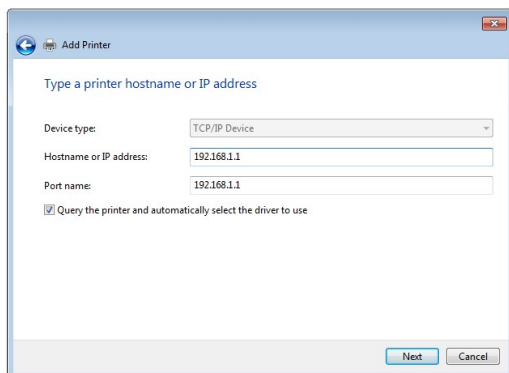 Add Printer
Type a printer hostname or IP address
Device type: TCP/IP Device
Hostname or IP address: 192.168.1.1
Port name: 192.168.1.1
Query the printer and automatically select the driver to use
Next Cancel